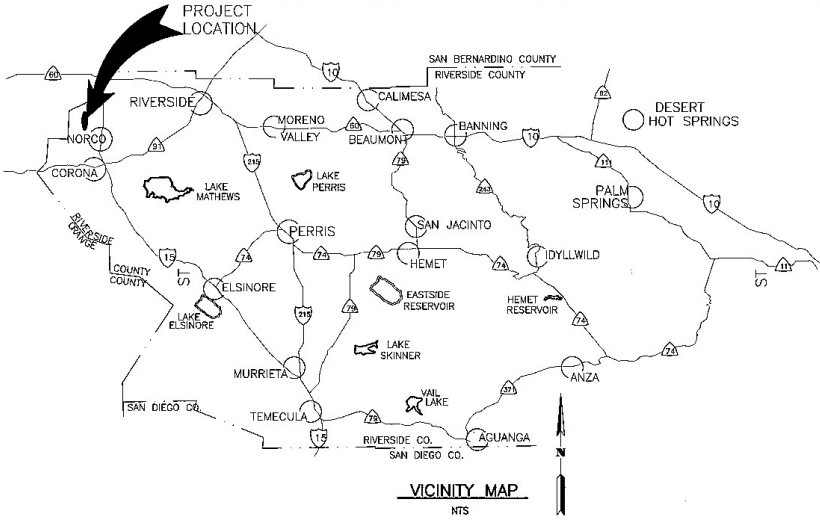 PROJECT
LOCATION
SAN BERNARDINO COUNTY
RIVERSIDE COUNTY
60
10
82
RIVERSIDE
CALIMESA
MORENO
VALLEY
60
BEAUMONT
BANNING
10
DESERT
HOT SPRINGS
NORCO
91
CORONA
215
79
243
111
LAKE
MATHEWS
LAKE
PERRIS
PALM
SPRINGS
10
RIVERSIDE
ORANGE
COUNTY
COUNTY
15
ST
PERRIS
SAN JACINTO
74
74
79
HEMET
74
IDYLLWILD
ST
11
ELSINORE
LAKE
ELSINORE
215
79
EASTSIDE
RESERVOIR
HEMET
RESERVOIR
74
LAKE
SKINNER
74
MURRIETA
ANZA
371
VAIL
LAKE
SAN DIEGO CO.
TEMECULA
79
15
RIVERSIDE CO.
SAN DIEGO CO.
AGUANGA
N
VICINITY MAP
NTS